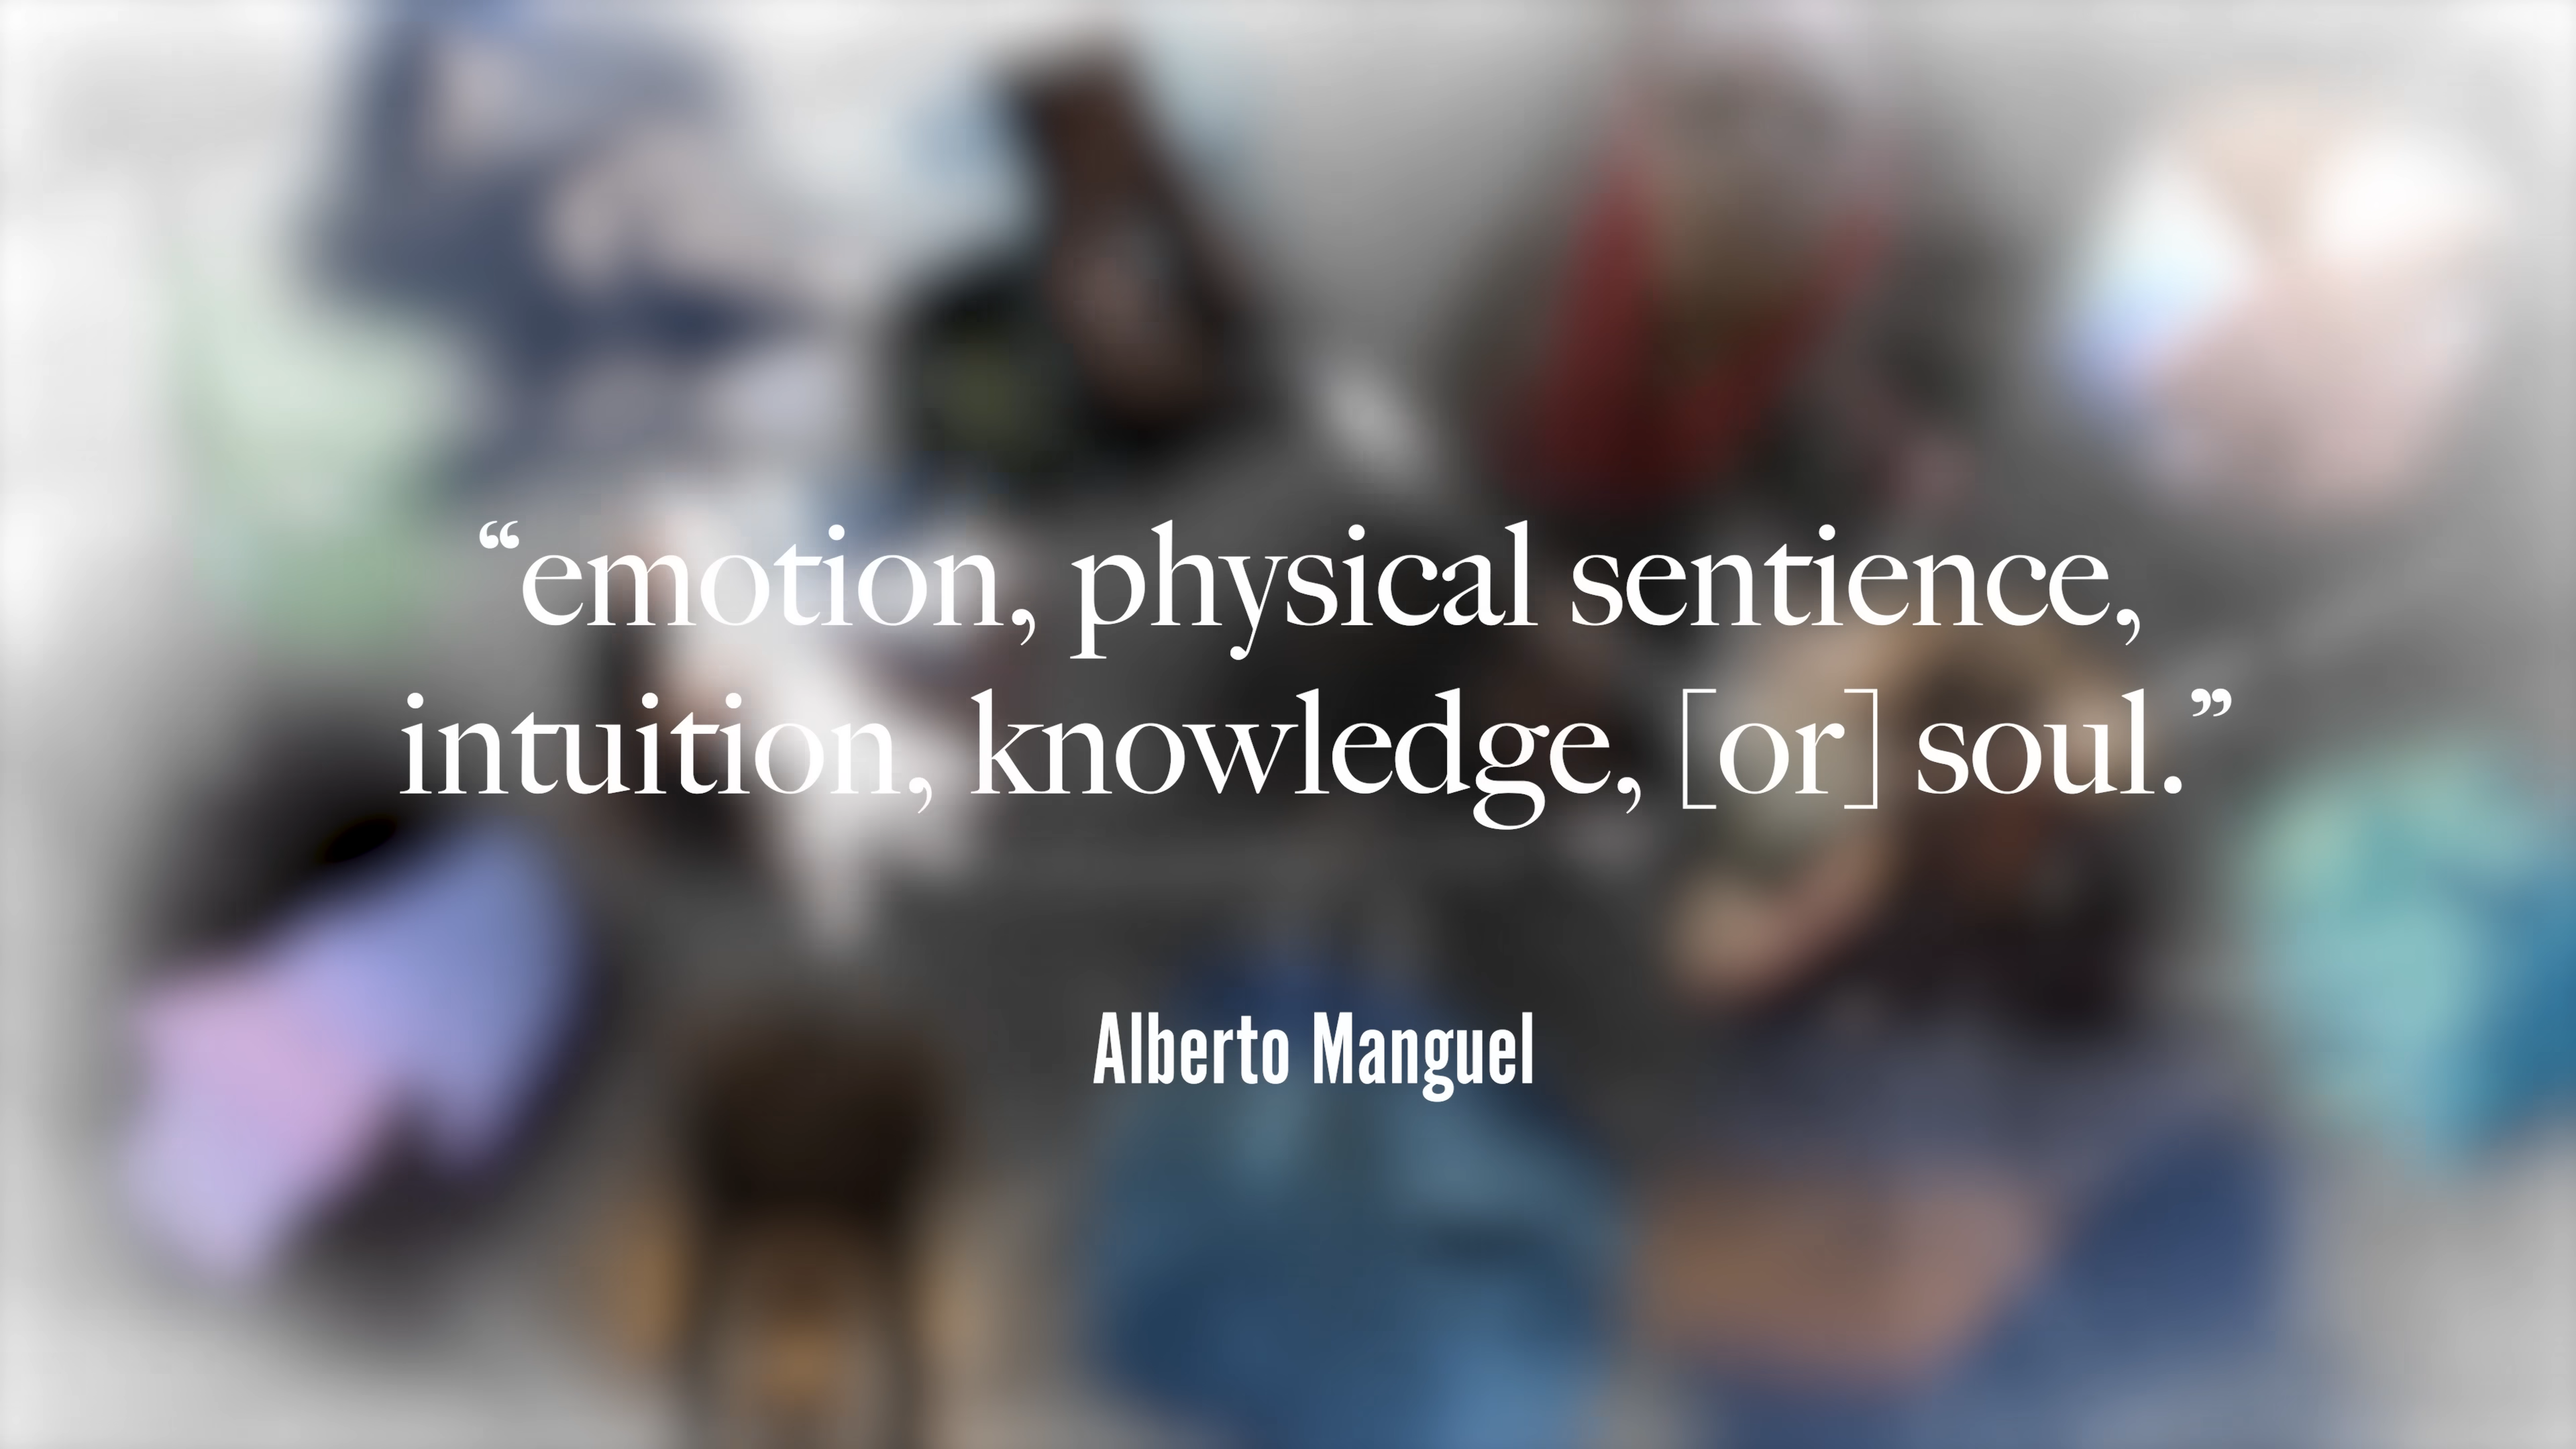 “emotion, physical sentience,
intuition, knowledge, [or] soul.”
Alberto Manguel